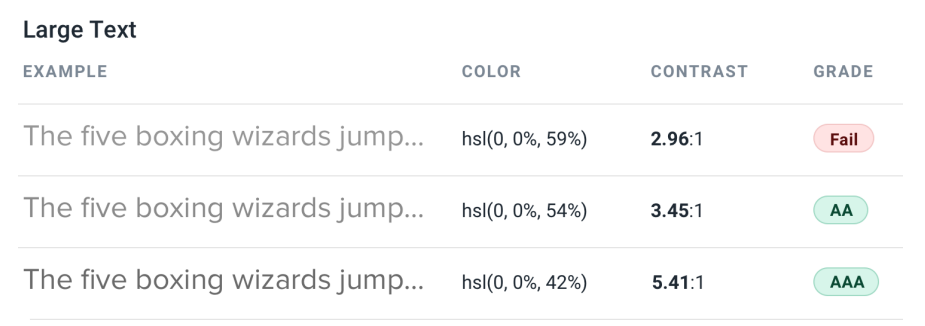 Large Text
EXAMPLE COLOR CONTRAST GRADE
The five boxing wizards jump... hsl(0, 0%, 59%) 2.96:1 Fail
The five boxing wizards jump... hsl(0, 0%, 54%) 3.45:1 AA
The five boxing wizards jump... hsl(0, 0%, 42%) 5.41:1 AAA